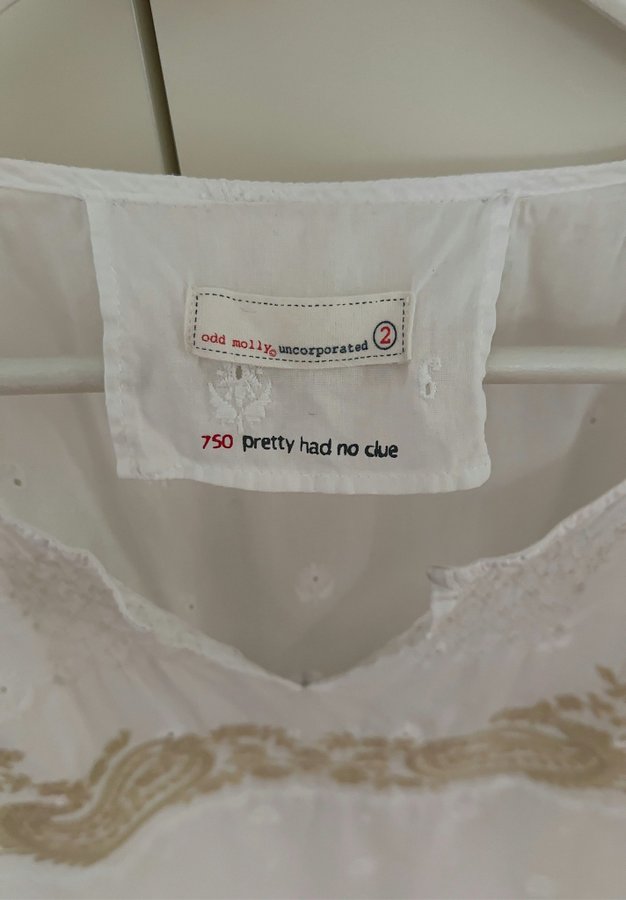 odd molly© uncorporated 2
750 pretty had no clue